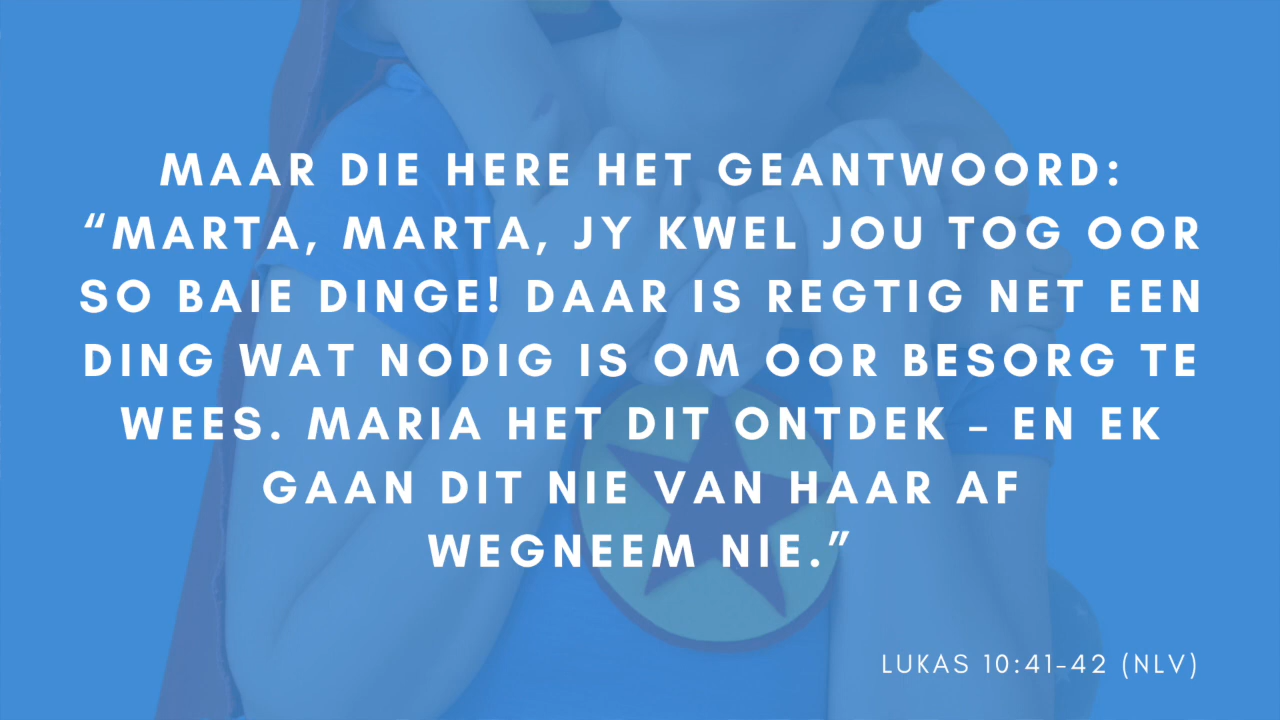 MAAR DIE HERE HET GEANTWOORD:
“MARTA, MARTA, JY KWEL JOU TOG OOR
SO BAIE DINGE! DAAR IS REGTIG NET EEN
DING WAT NODIG IS OM OOR BESORG TE
WEES. MARIA HET DIT ONTDEK – EN EK
GAAN DIT NIE VAN HAAR AF
WEGNEEM NIE.”
LUKAS 10:41-42 (NLV)